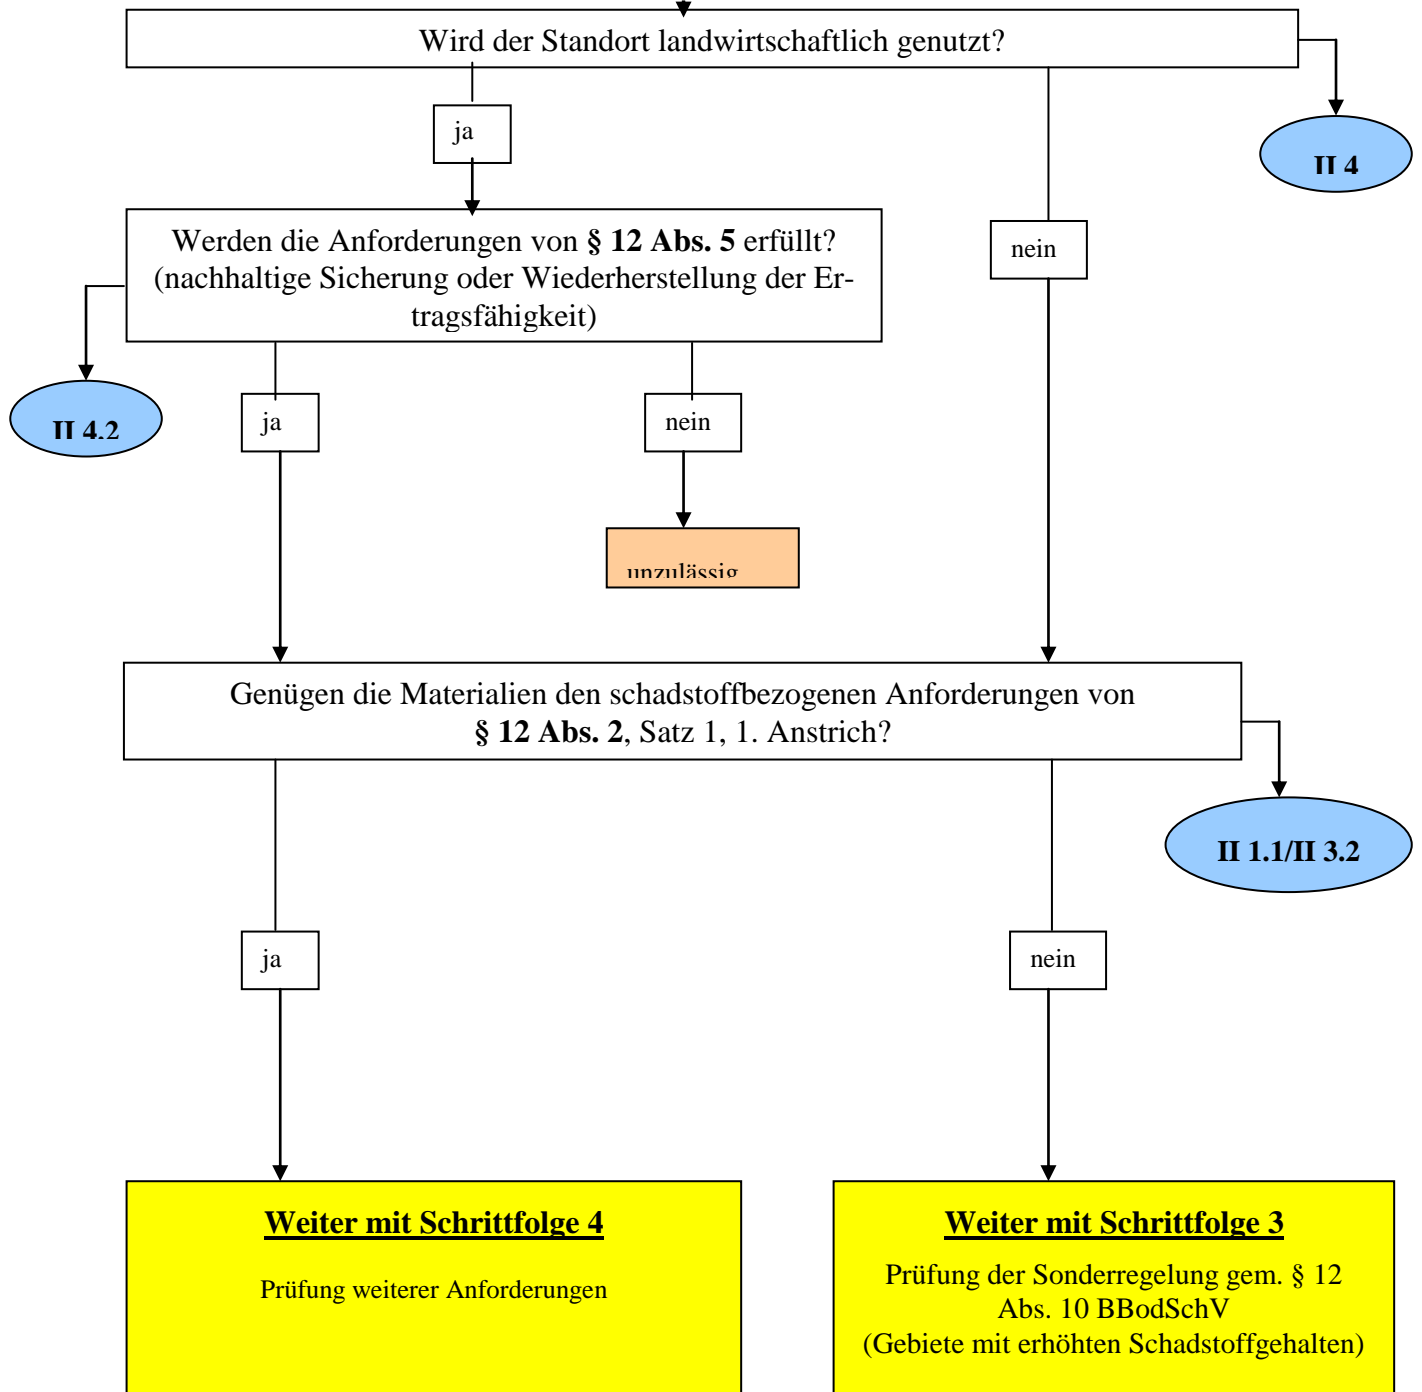 Wird der Standort landwirtschaftlich genutzt?
ja
II 4
Werden die Anforderungen von § 12 Abs. 5 erfüllt?
(nachhaltige Sicherung oder Wiederherstellung der Er-
tragsfähigkeit)
nein
II 4.2
ja
nein
unzulässig
Genügen die Materialien den schadstoffbezogenen Anforderungen von
§ 12 Abs. 2, Satz 1, 1. Anstrich?
II 1.1/II 3.2
ja
nein
Weiter mit Schrittfolge 4
Prüfung weiterer Anforderungen
Weiter mit Schrittfolge 3
Prüfung der Sonderregelung gem. § 12
Abs. 10 BBodSchV
(Gebiete mit erhöhten Schadstoffgehalten)